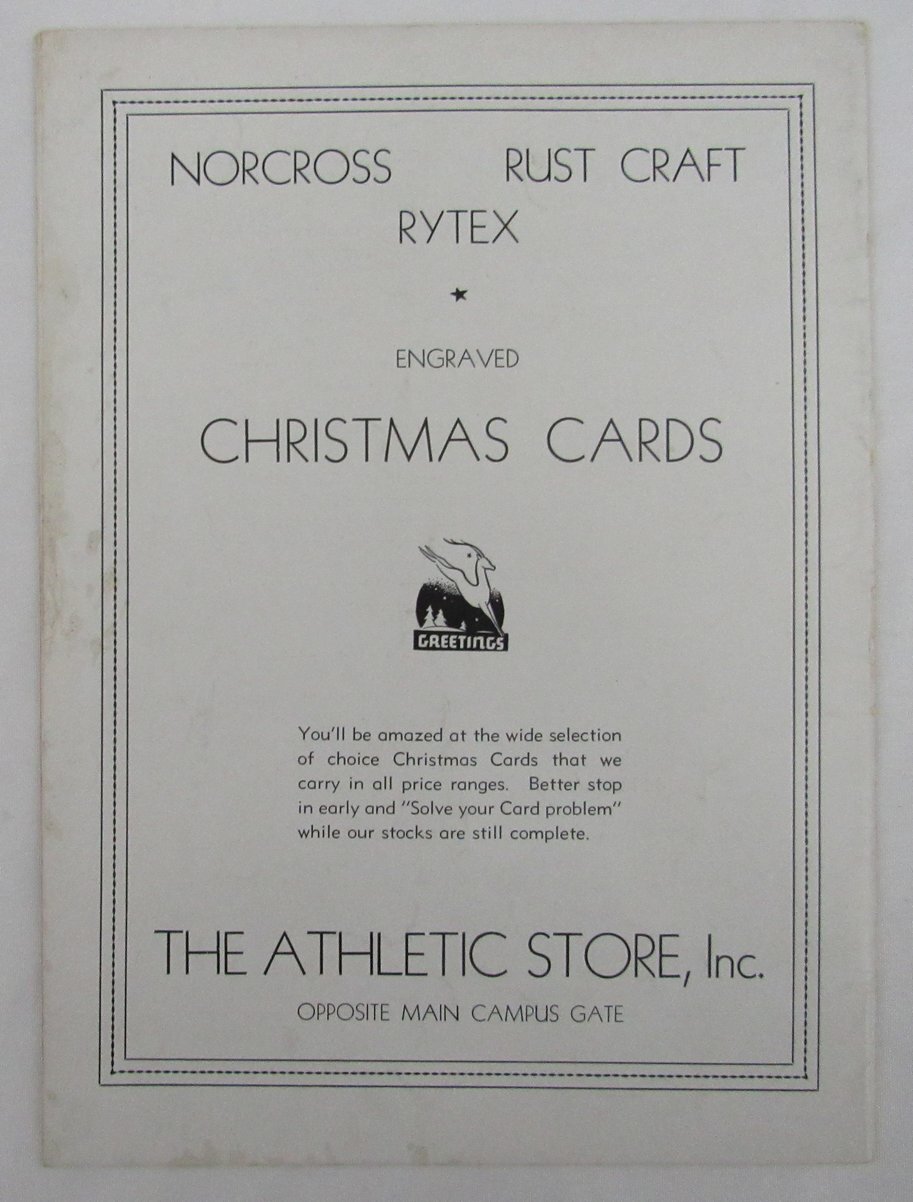 NORCROSS RUST CRAFT
RYTEX
ENGRAVED
CHRISTMAS CARDS
GREETINGS
You'll be amazed at the wide selection
of choice Christmas Cards that we
carry in all price ranges. Better stop
in early and "Solve your Card problem"
while our stocks are still complete.
THE ATHLETIC STORE, Inc.
OPPOSITE MAIN CAMPUS GATE